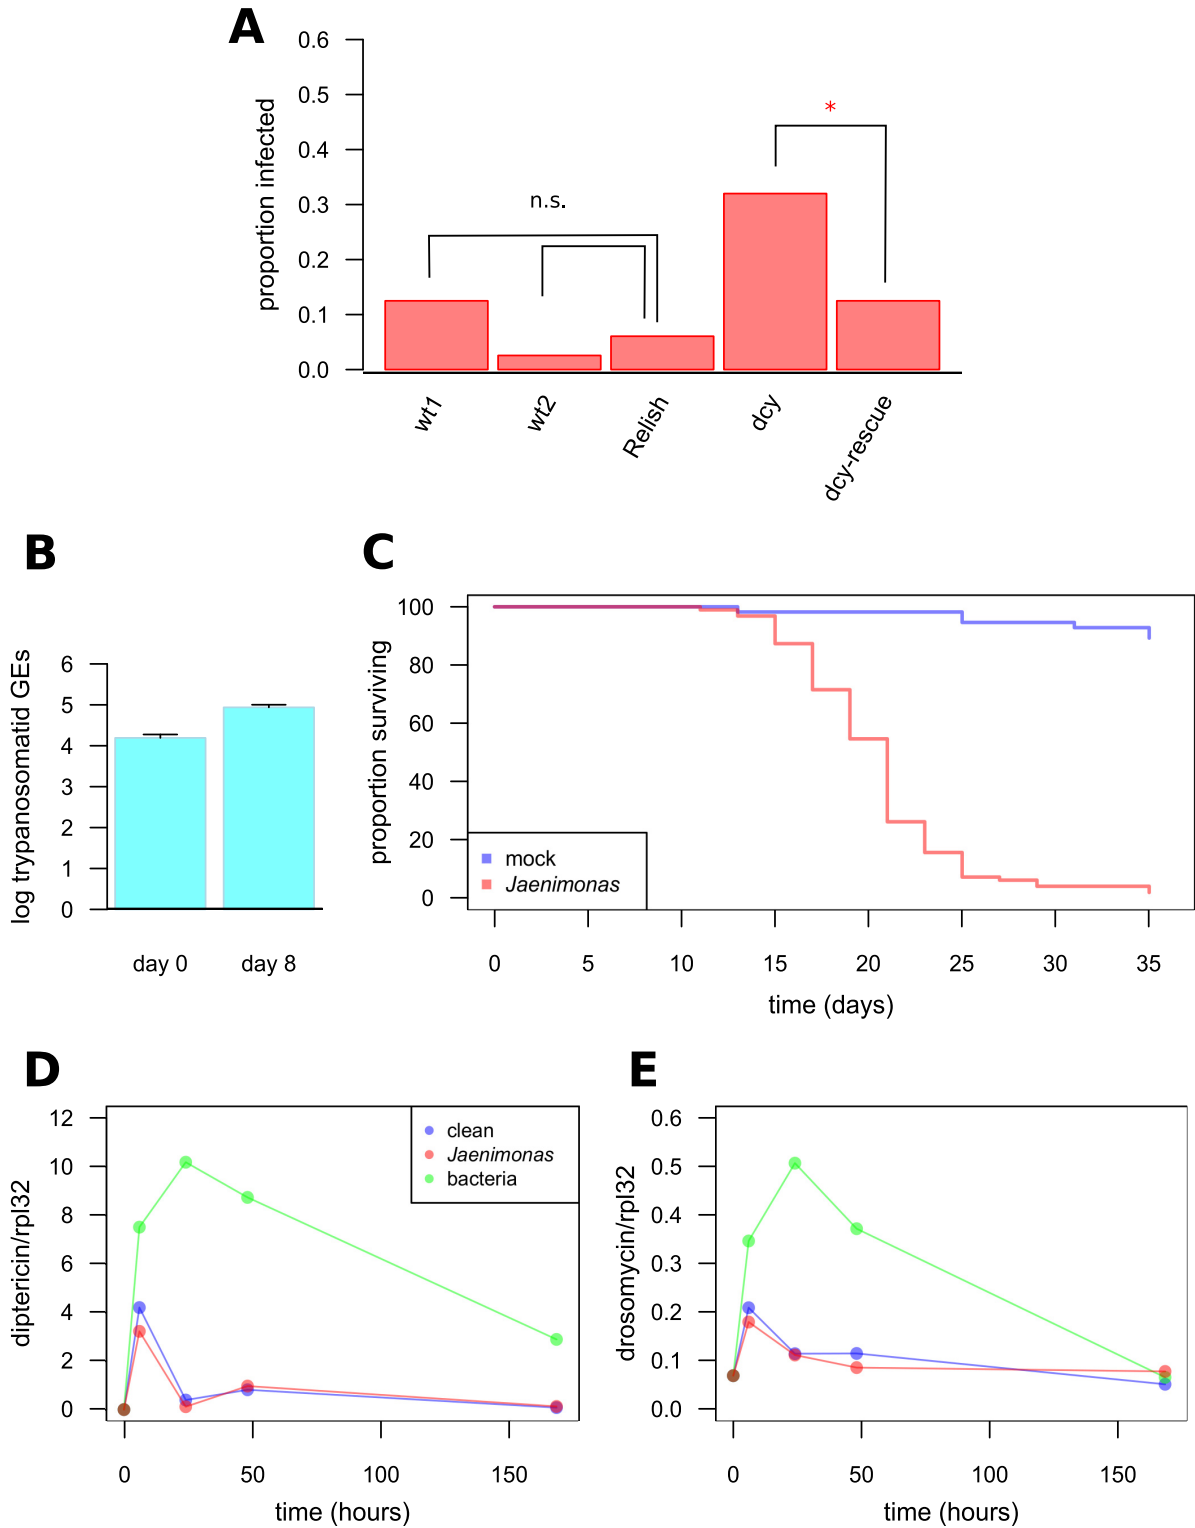 A
proportion infected
0.6
0.5
0.4
0.3
0.2
0.1
0.0
n.s.
*
wt1
wt2
Relish
dcy
dcy-rescue
B
log trypanosomatid GEs
6
5
4
3
2
1
0
day 0
day 8
C
proportion surviving
100
80
60
40
20
0
mock
Jaenimonas
0 5 10 15 20 25 30 35
time (days)
D
diptericin/rpl32
12
10
8
6
4
2
0
clean
Jaenimonas
bacteria
0 50 100 150
time (hours)
E
drosomycin/rpl32
0.6
0.5
0.4
0.3
0.2
0.1
0.0
0 50 100 150
time (hours)